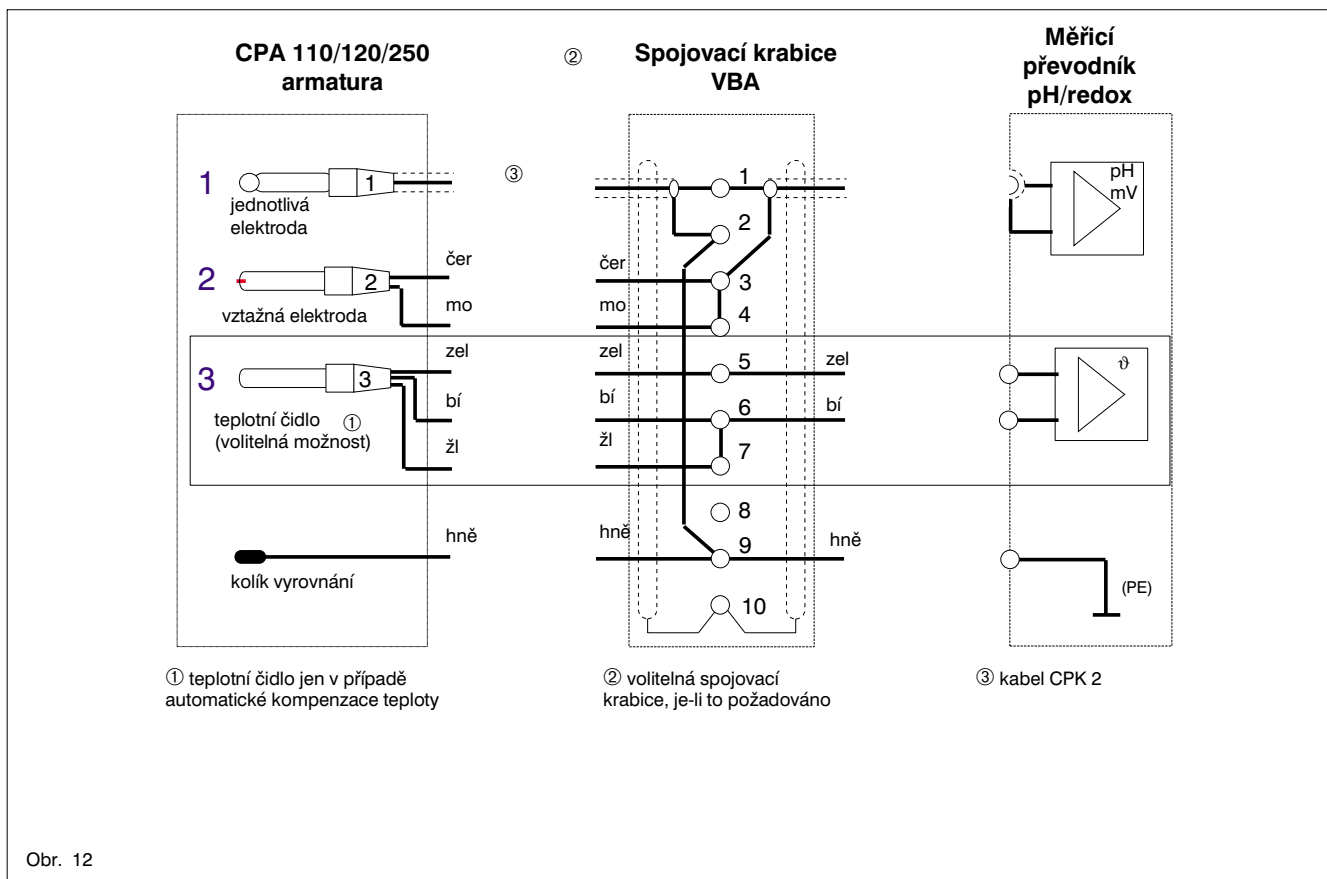 CPA 110/120/250
armatura
②
Spojovací krabice
VBA
Měřicí
převodník
pH/redox
1
1
jednotlivá
elektroda
③
2
2
vztažná elektroda
čer
mo
3
3
teplotní čidlo ①
(volitelná možnost)
zel
bí
žl
hně
kolík vyrovnání
čer
mo
zel
bí
žl
hně
1
2
3
4
5
6
7
8
9
10
zel
bí
hně
pH
mV
ϑ
(PE)
① teplotní čidlo jen v případě
automatické kompenzace teploty
② volitelná spojovací
krabice, je-li to požadováno
③ kabel CPK 2
Obr. 12